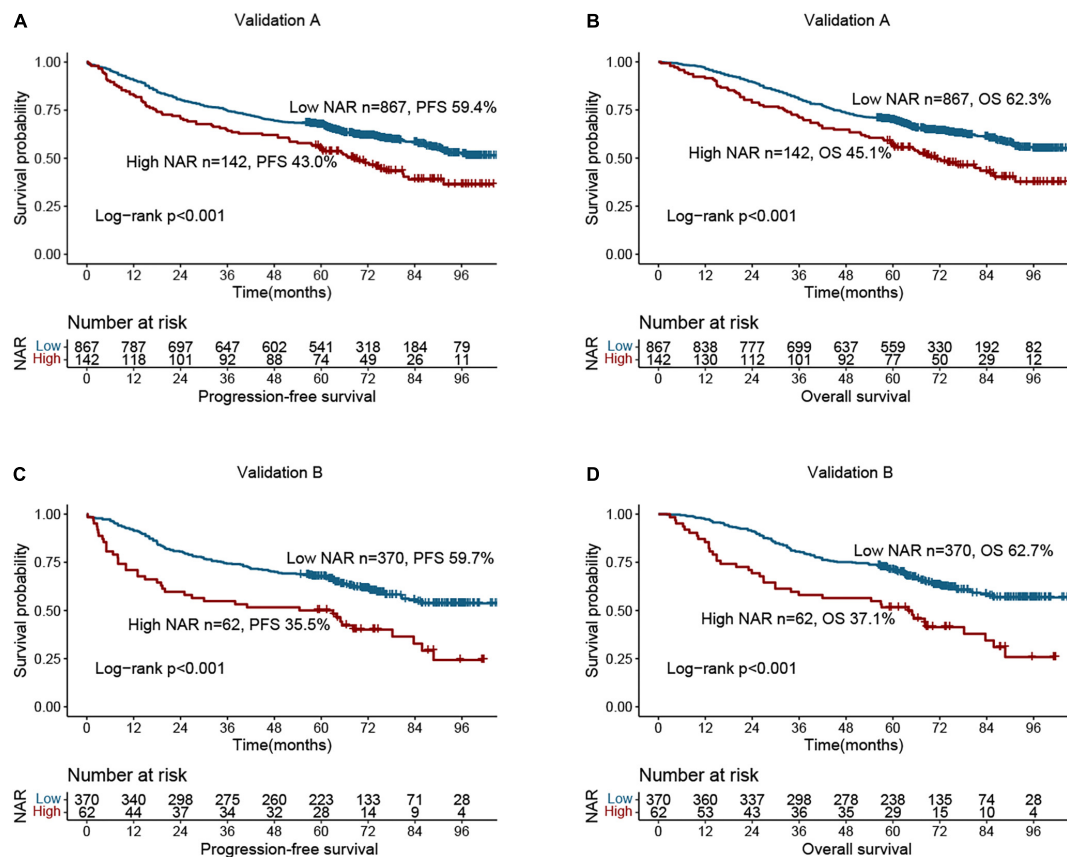 A
Validation A
Survival probability
1.00
0.75
0.50
0.25
0.00
Low NAR n=867, PFS 59.4%
High NAR n=142, PFS 43.0%
Log-rank p<0.001
0 12 24 36 48 60 72 84 96
Time(months)
Number at risk
NAR
Low 867 787 697 647 602 541 318 184 79
High 142 118 101 92 88 74 49 26 11
0 12 24 36 48 60 72 84 96
Progression-free survival
B
Validation A
Survival probability
1.00
0.75
0.50
0.25
0.00
Low NAR n=867, OS 62.3%
High NAR n=142, OS 45.1%
Log-rank p<0.001
0 12 24 36 48 60 72 84 96
Time(months)
Number at risk
NAR
Low 867 838 777 699 637 559 330 192 82
High 142 130 112 101 92 77 50 29 12
0 12 24 36 48 60 72 84 96
Overall survival
C
Validation B
Survival probability
1.00
0.75
0.50
0.25
0.00
Low NAR n=370, PFS 59.7%
High NAR n=62, PFS 35.5%
Log-rank p<0.001
0 12 24 36 48 60 72 84 96
Time(months)
Number at risk
NAR
Low 370 340 298 275 260 223 133 71 28
High 62 44 37 34 32 28 14 9 4
0 12 24 36 48 60 72 84 96
Progression-free survival
D
Validation B
Survival probability
1.00
0.75
0.50
0.25
0.00
Low NAR n=370, OS 62.7%
High NAR n=62, OS 37.1%
Log-rank p<0.001
0 12 24 36 48 60 72 84 96
Time(months)
Number at risk
NAR
Low 370 360 337 298 278 238 135 74 28
High 62 53 43 36 35 29 15 10 4
0 12 24 36 48 60 72 84 96
Overall survival